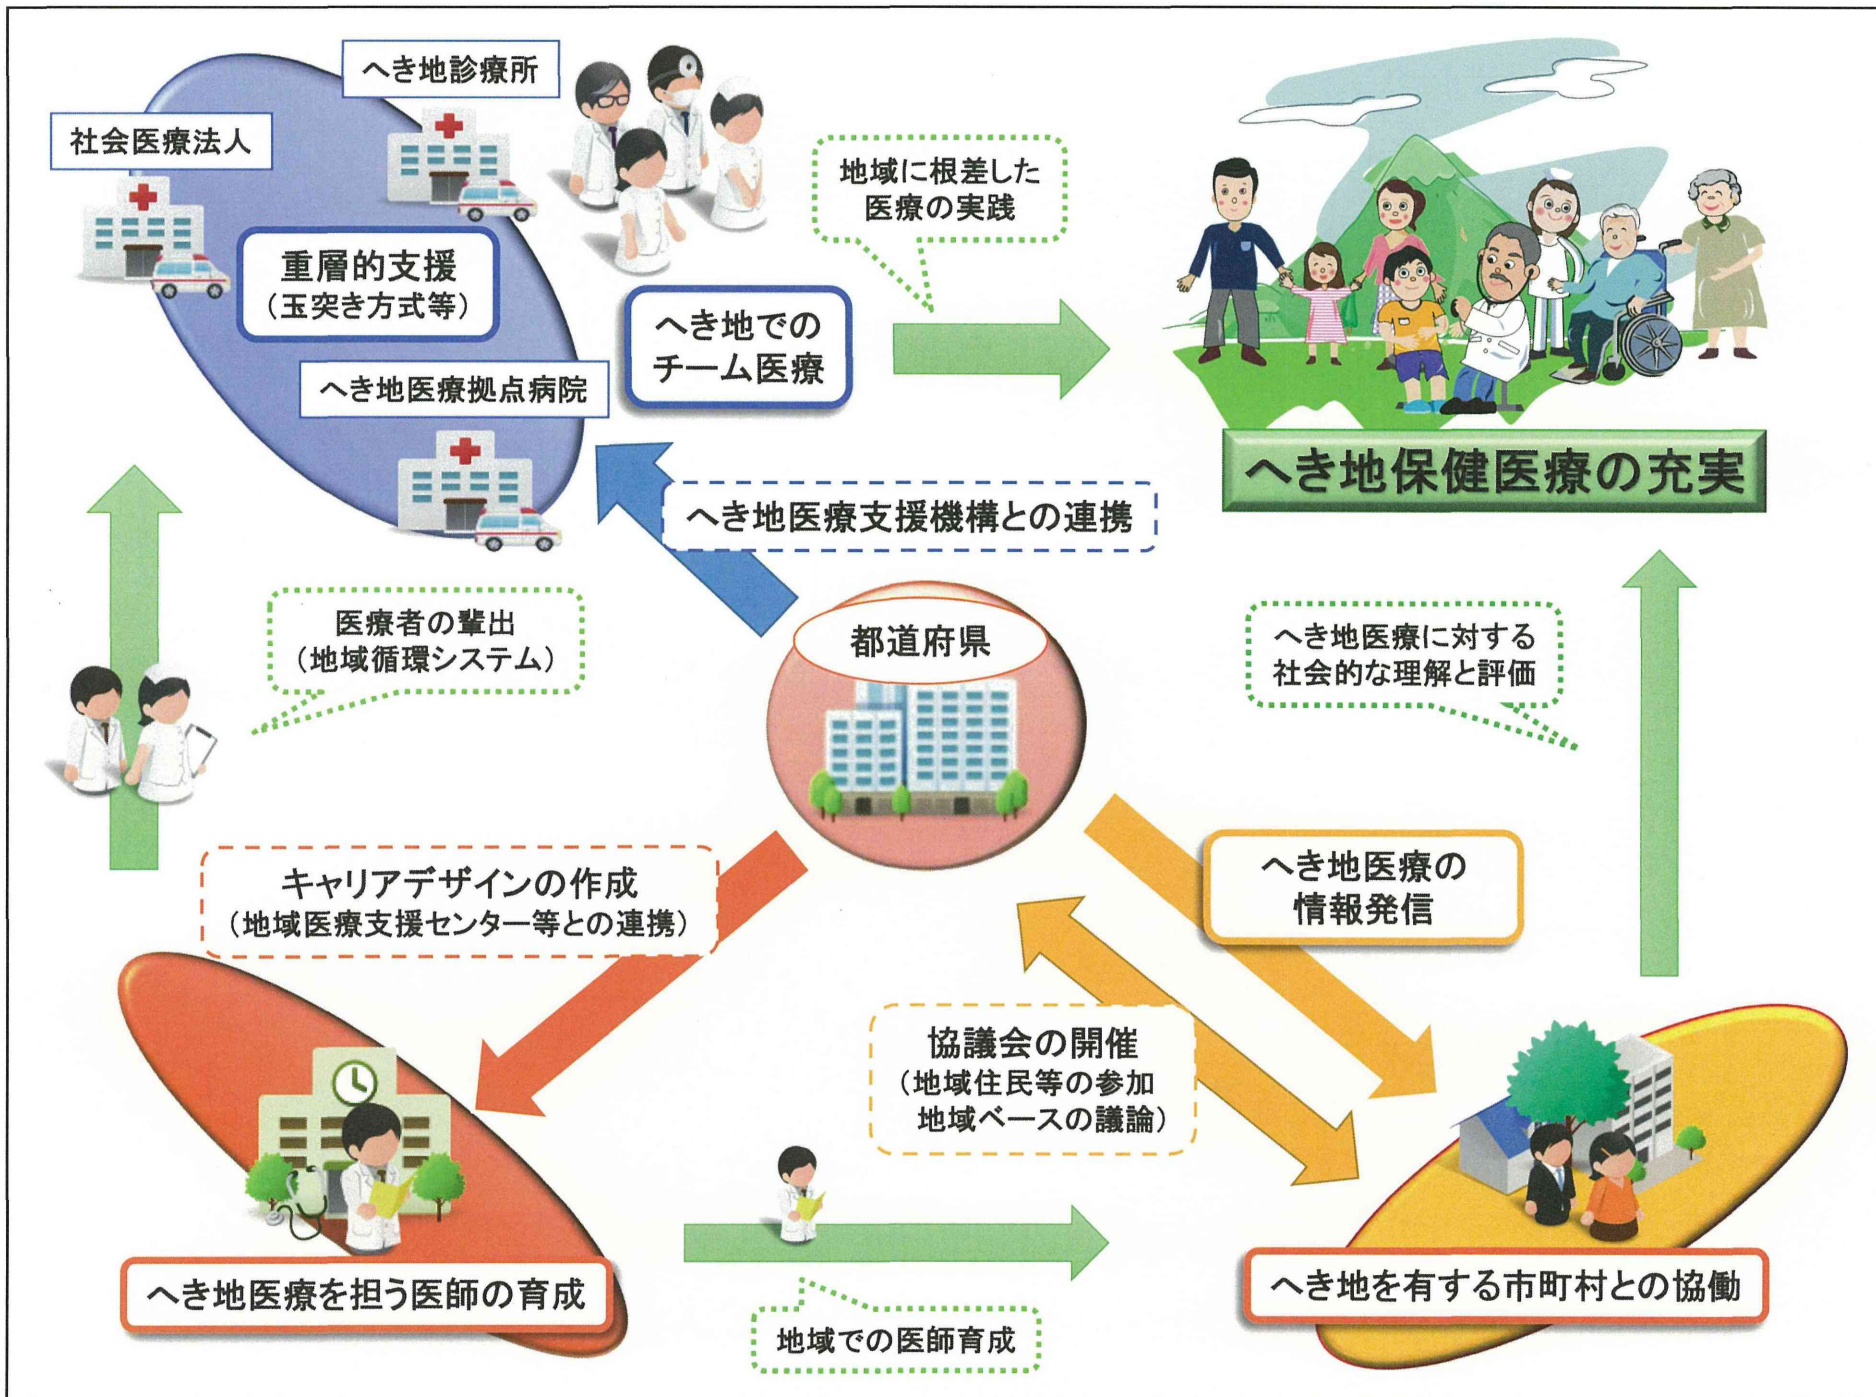 へき地診療所
社会医療法人
重層的支援
（玉突き方式等）
へき地医療拠点病院
へき地での
チーム医療
地域に根差した
医療の実践
へき地保健医療の充実
へき地医療支援機構との連携
医療者の輩出
（地域循環システム）
都道府県
へき地医療に対する
社会的な理解と評価
キャリアデザインの作成
（地域医療支援センター等との連携）
へき地医療の
情報発信
協議会の開催
（地域住民等の参加
地域ベースの議論）
へき地医療を担う医師の育成
地域での医師育成
へき地を有する市町村との協働